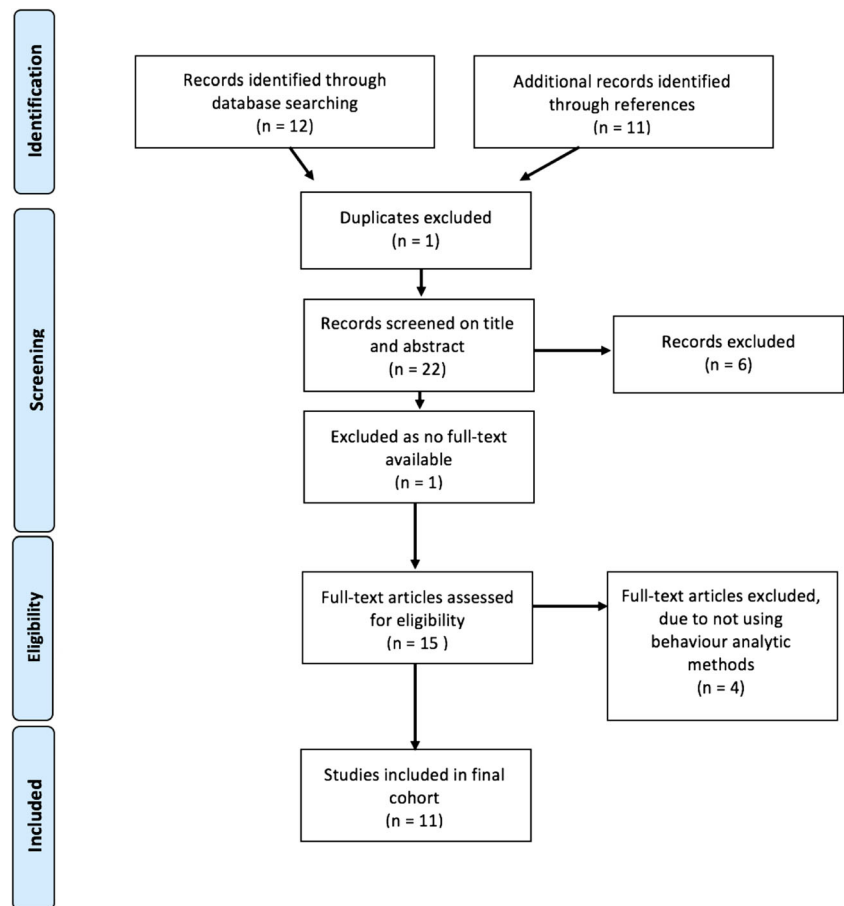 Identification
Records identified through
database searching
(n = 12)
Additional records identified
through references
(n = 11)
Screening
Duplicates excluded
(n = 1)
Records screened on title
and abstract
(n = 22)
Records excluded
(n = 6)
Excluded as no full-text
available
(n = 1)
Eligibility
Full-text articles assessed
for eligibility
(n = 15 )
Full-text articles excluded,
due to not using
behaviour analytic
methods
(n = 4)
Included
Studies included in final
cohort
(n = 11)